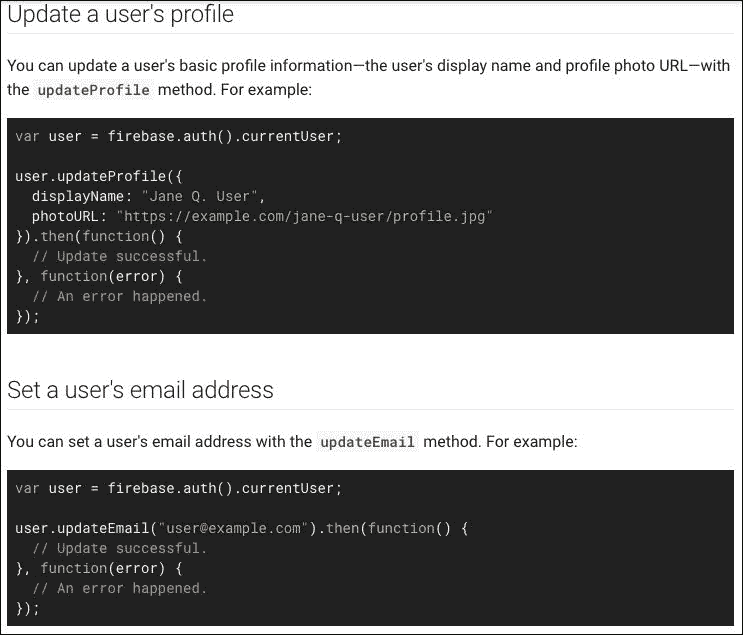 Update a user's profile
You can update a user's basic profile information—the user's display name and profile photo URL—with
the updateProfile method. For example:
var user = firebase.auth().currentUser;
user.updateProfile({
  displayName: "Jane Q. User",
  photoURL: "https://example.com/jane-q-user/profile.jpg"
}).then(function() {
  // Update successful.
}, function(error) {
  // An error happened.
});
Set a user's email address
You can set a user's email address with the updateEmail method. For example:
var user = firebase.auth().currentUser;
user.updateEmail("user@example.com").then(function() {
  // Update successful.
}, function(error) {
  // An error happened.
});